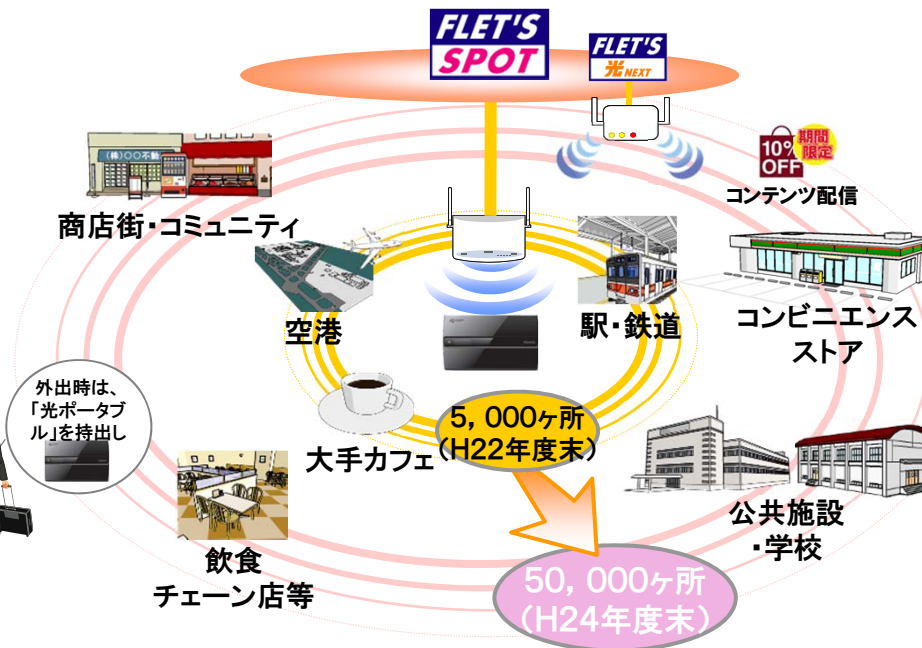 FLET'S
SPOT
FLET'S
光NEXT
(株)〇〇不動
期間
限定
10%
OFF
コンテンツ配信
商店街・コミュニティ
空港
駅・鉄道
コンビニエンス
ストア
外出時は、
「光ポータブ
ル」を持出し
大手カフェ
5,000ヶ所
(H22年度末)
公共施設
・学校
飲食
チェーン店等
50,000ヶ所
(H24年度末)